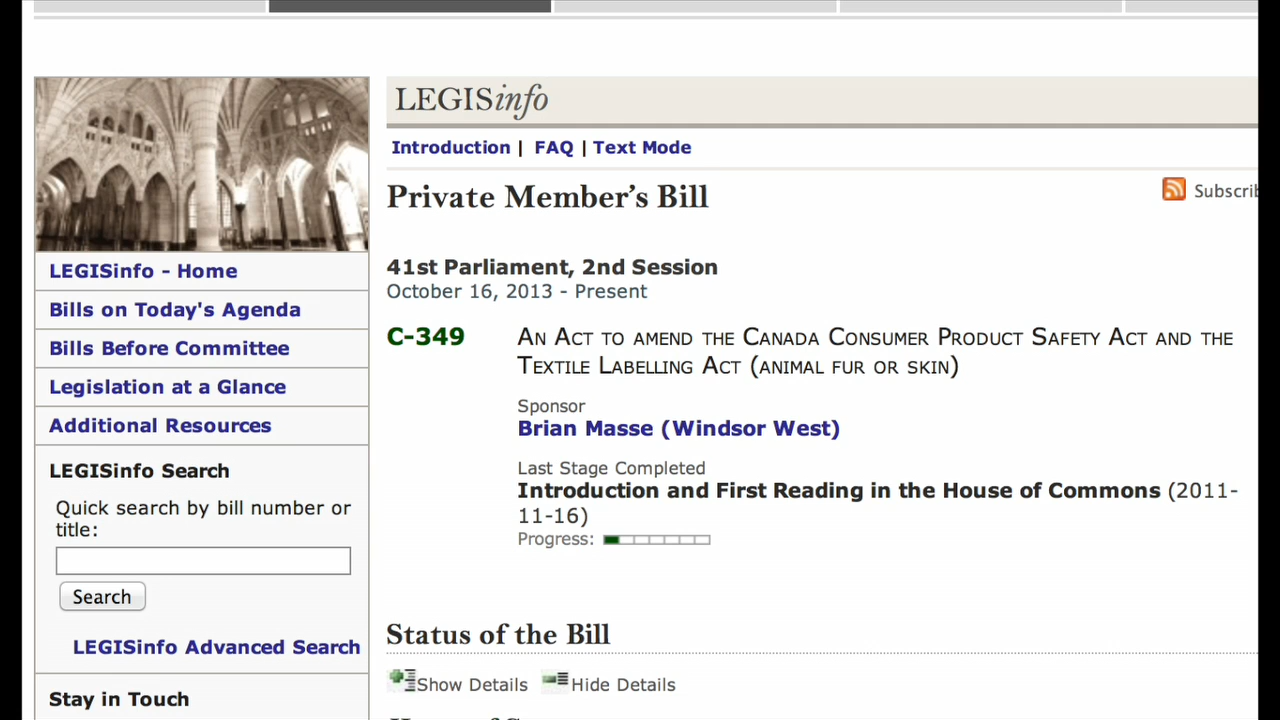 LEGISinfo
Introduction | FAQ | Text Mode
Private Member's Bill
41st Parliament, 2nd Session
October 16, 2013 - Present
C-349
AN ACT TO AMEND THE CANADA CONSUMER PRODUCT SAFETY ACT AND THE
TEXTILE LABELLING ACT (ANIMAL FUR OR SKIN)
Sponsor
Brian Masse (Windsor West)
Last Stage Completed
Introduction and First Reading in the House of Commons (2011-
11-16)
Progress:
Status of the Bill
Show Details
Hide Details
LEGISinfo - Home
Bills on Today's Agenda
Bills Before Committee
Legislation at a Glance
Additional Resources
LEGISinfo Search
Quick search by bill number or
title:
Search
LEGISinfo Advanced Search
Stay in Touch